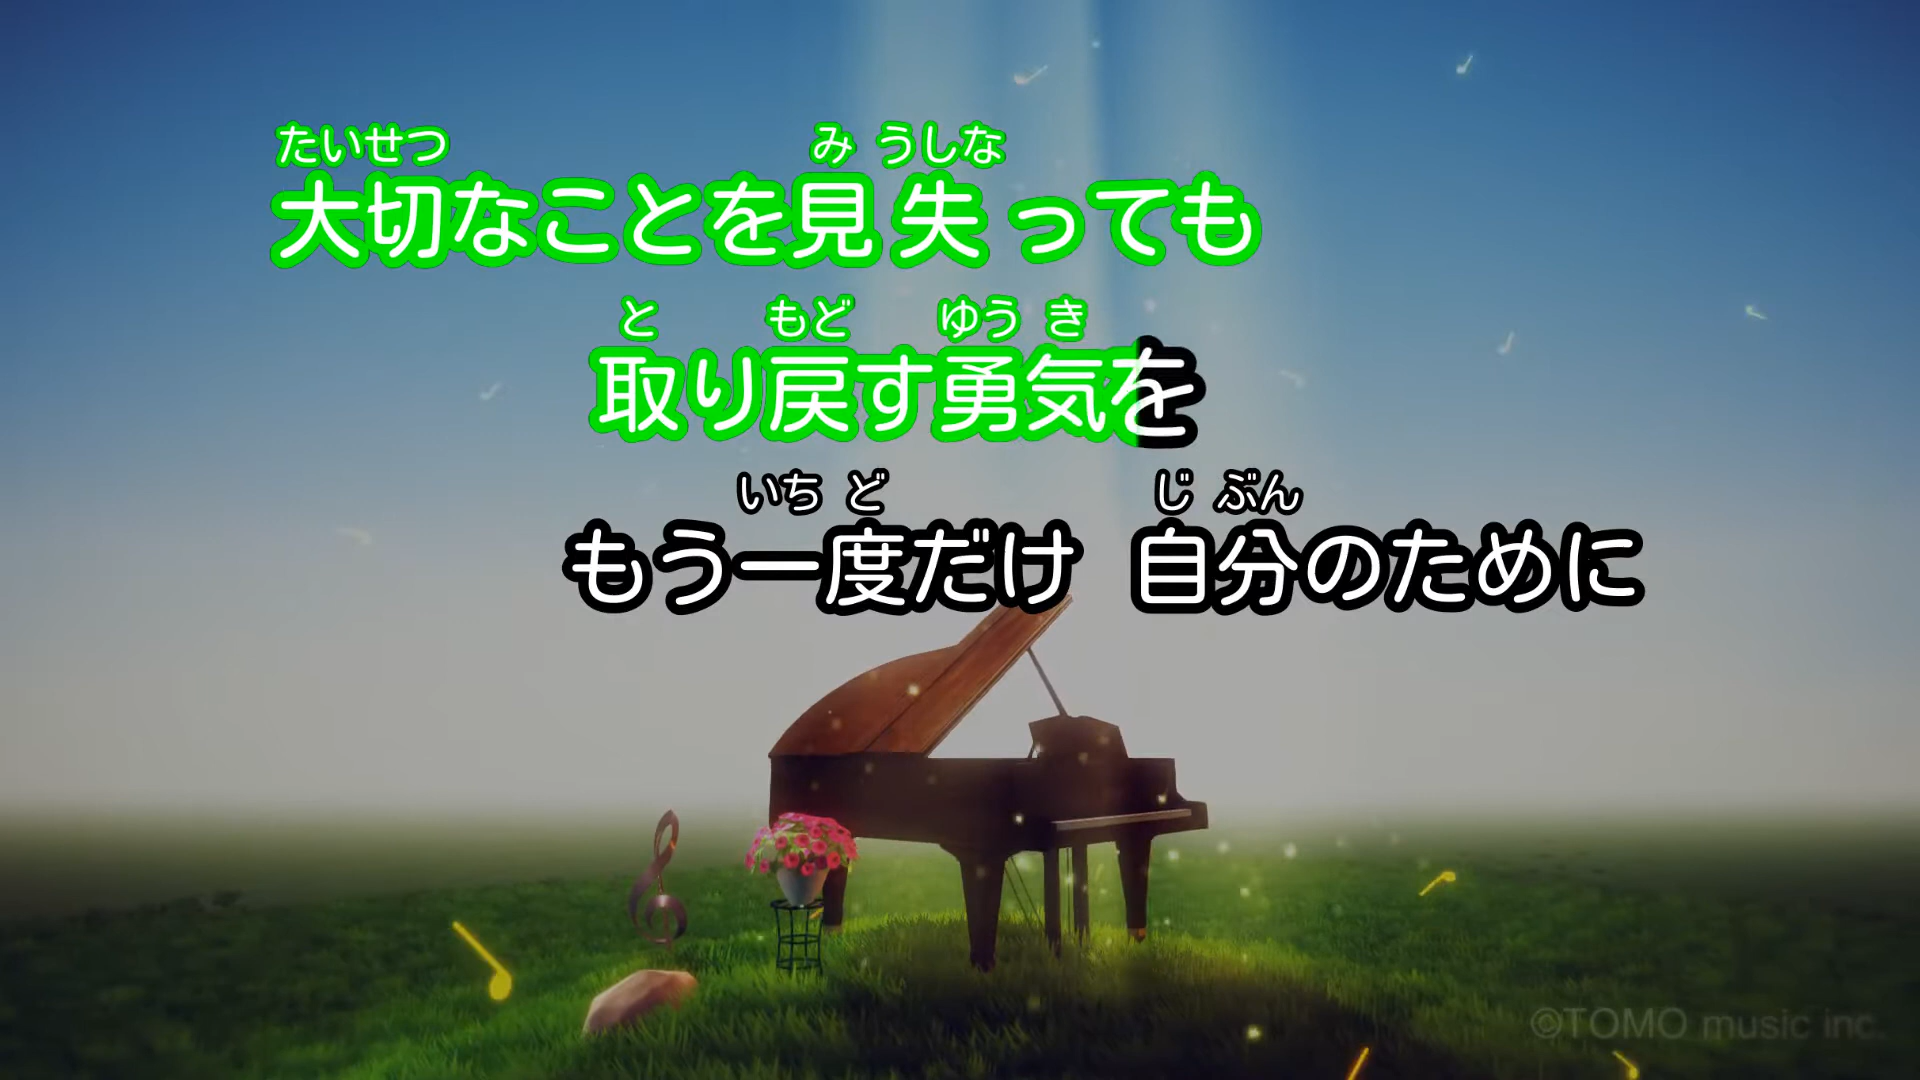 たいせつ み うしな
大切なことを見失っても
と もど ゆう き
取り戻す勇気を
いち ど じ ぶん
もう一度だけ 自分のために
©TOMO music inc.